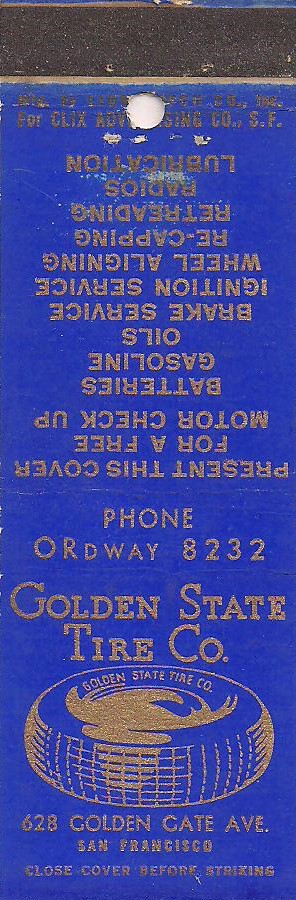 For CLIX ADV SING CO., S.F.
PRESENT THIS COVER
FOR A FREE
MOTOR CHECK UP
BATTERIES
GASOLINE
OILS
BRAKE SERVICE
IGNITION SERVICE
WHEEL ALIGNING
RE-CAPPING
RETREADING
RADIOS
LUBRICATION
PHONE
ORDWAY 8232
GOLDEN STATE
TIRE CO.
GOLDEN STATE TIRE CO.
628 GOLDEN GATE AVE.
SAN FRANCISCO
CLOSE COVER BEFORE STRIKING